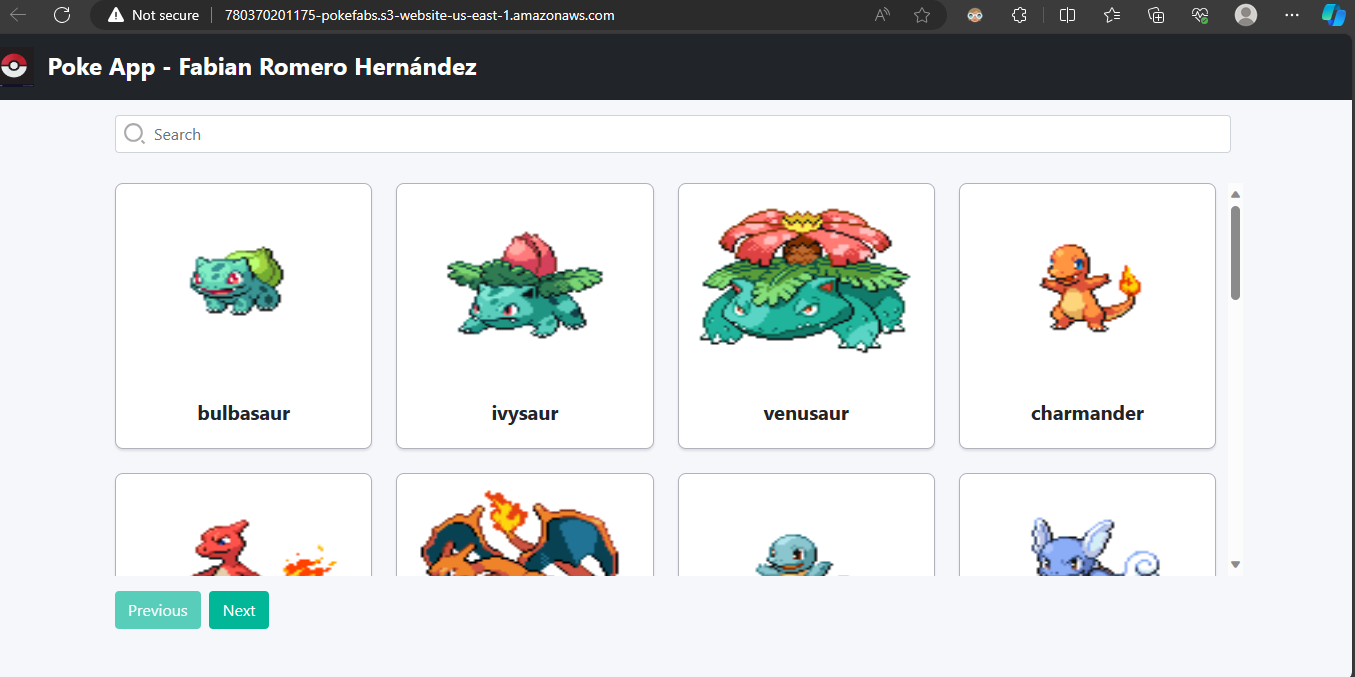 Not secure
780370201175-pokefabs.s3-website-us-east-1.amazonaws.com
Poke App - Fabian Romero Hernández
Search
bulbasaur ivysaur venusaur charmander
Previous Next